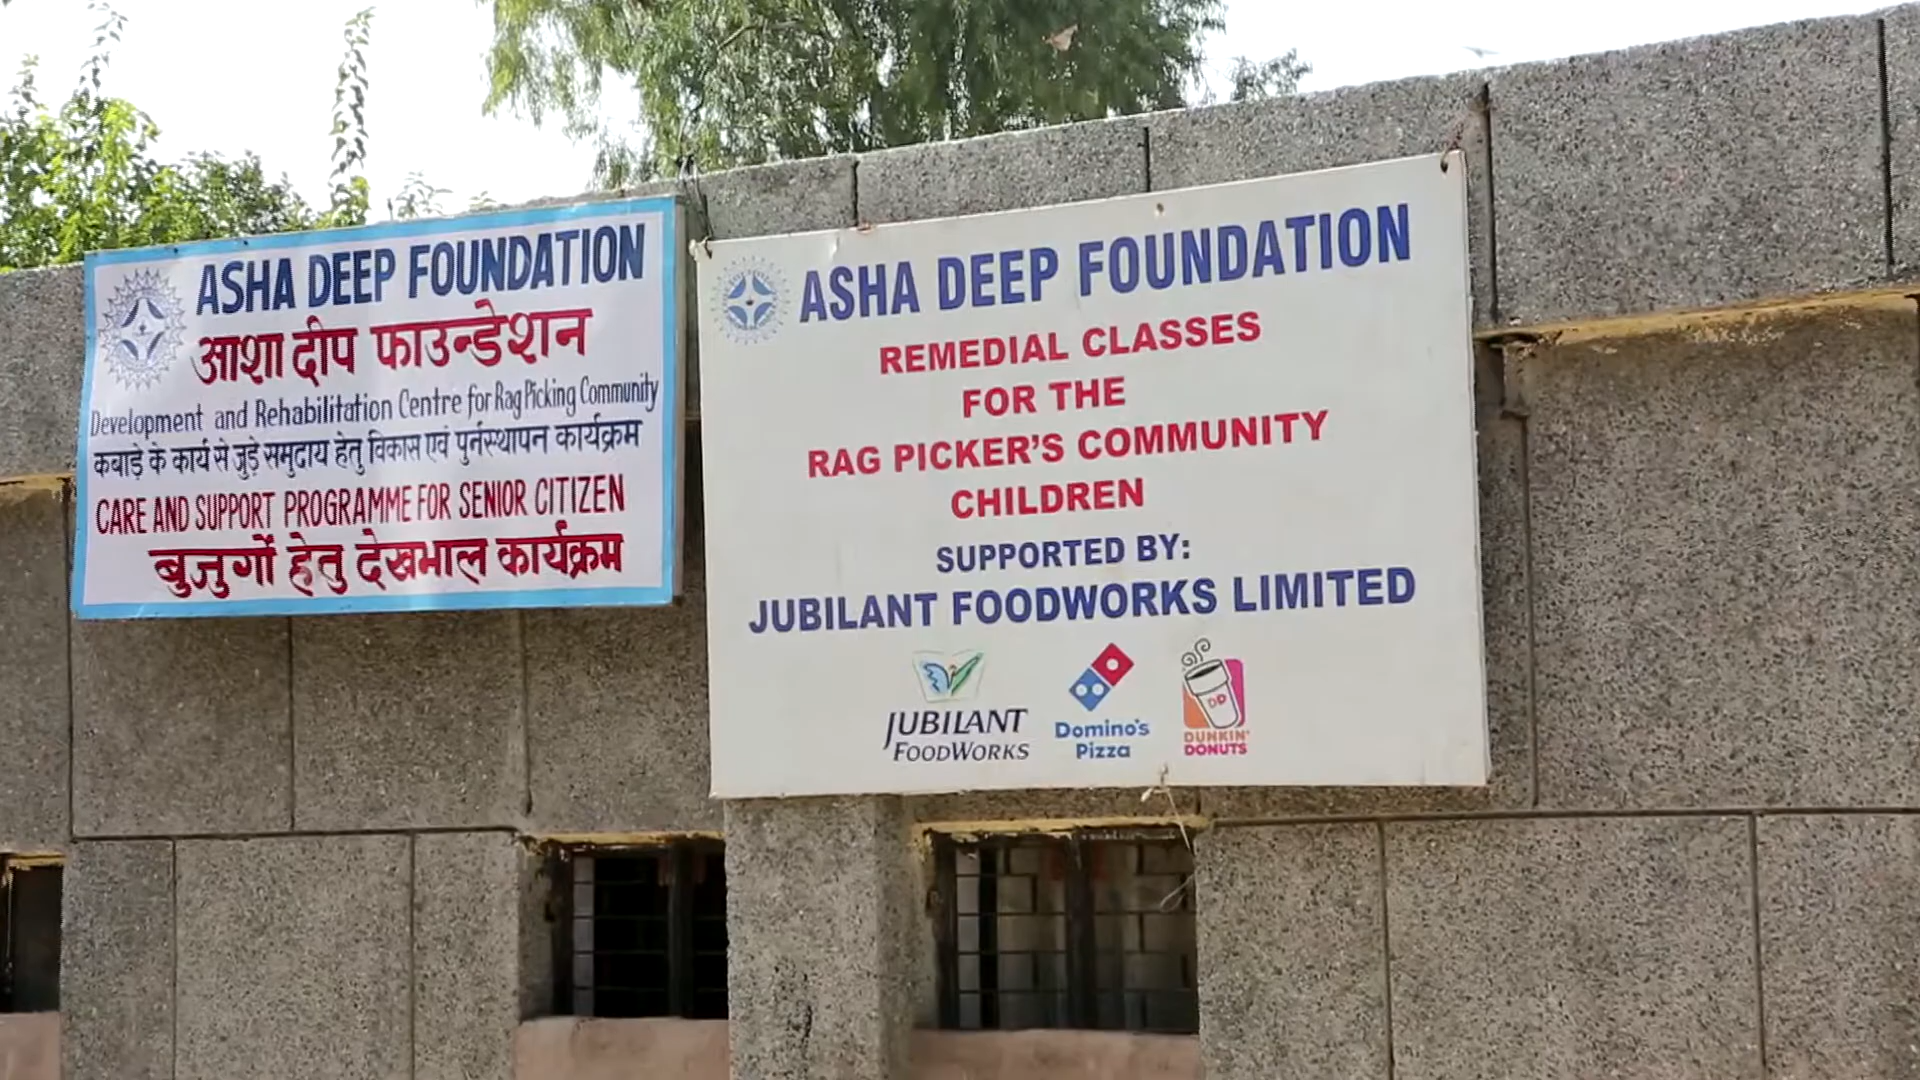 ASHA DEEP FOUNDATION
आशा दीप फाउन्डेशन
Development and Rehabilitation Centre for Rag Picking Community
कबाड़े के कार्य से जुड़े समुदाय हेतु विकास एवं पुर्नस्थापन कार्यक्रम
CARE AND SUPPORT PROGRAMME FOR SENIOR CITIZEN
बुजुर्गो हेतु देखभाल कार्यक्रम
ASHA DEEP FOUNDATION
REMEDIAL CLASSES
FOR THE
RAG PICKER'S COMMUNITY
CHILDREN
SUPPORTED BY:
JUBILANT FOODWORKS LIMITED
JUBILANT
FOODWORKS
Domino's
Pizza
DD
DUNKIN'
DONUTS